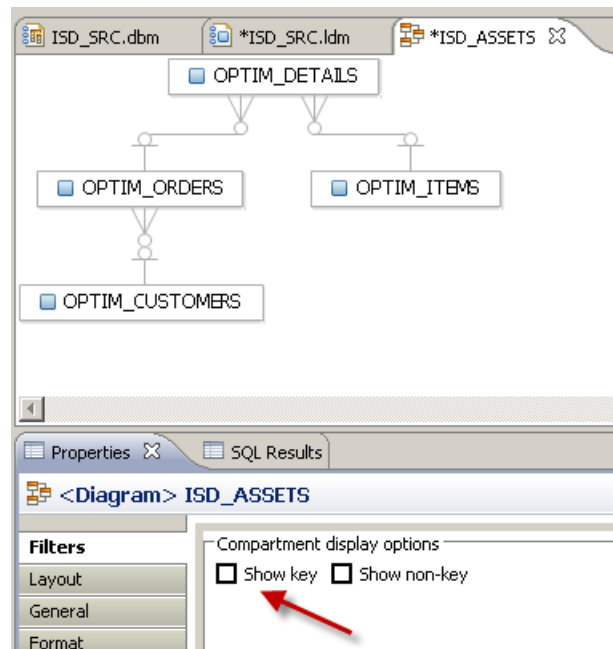 ISD_SRC.dbm *ISD_SRC.ldm *ISD_ASSETS
OPTIM_DETAILS
OPTIM_ORDERS OPTIM_ITEMS
OPTIM_CUSTOMERS
Properties SQL Results
<Diagram> ISD_ASSETS
Filters Compartment display options
Layout Show key Show non-key
General
Format